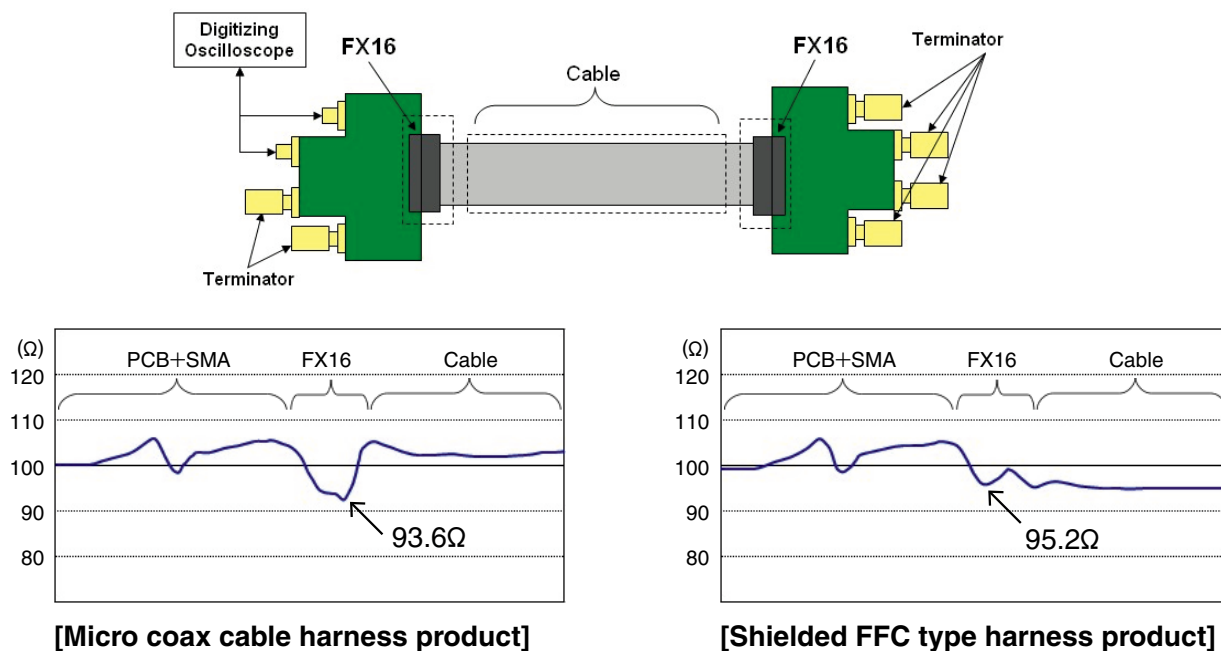 Digitizing
Oscilloscope
FX16
Cable
FX16
Terminator
Terminator
(Ω)
120
110
100
90
80
PCB+SMA
FX16
Cable
93.6Ω
[Micro coax cable harness product]
(Ω)
120
110
100
90
80
PCB+SMA
FX16
Cable
95.2Ω
[Shielded FFC type harness product]